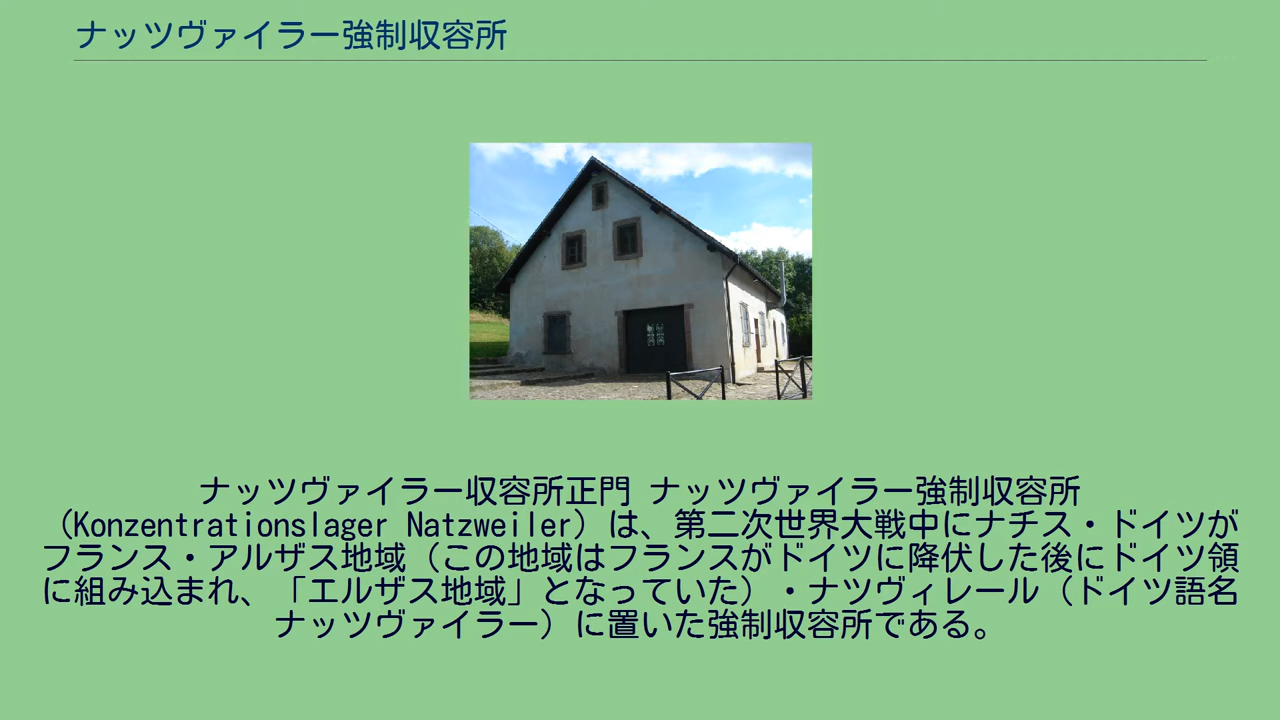 ナッツヴァイラー強制収容所
ナッツヴァイラー収容所正門 ナッツヴァイラー強制収容所
（Konzentrationslager Natzweiler）は、第二次世界大戦中にナチス・ドイツが
フランス・アルザス地域（この地域はフランスがドイツに降伏した後にドイツ領
に組み込まれ、「エルザス地域」となっていた）・ナツヴィレール（ドイツ語名
ナッツヴァイラー）に置いた強制収容所である。